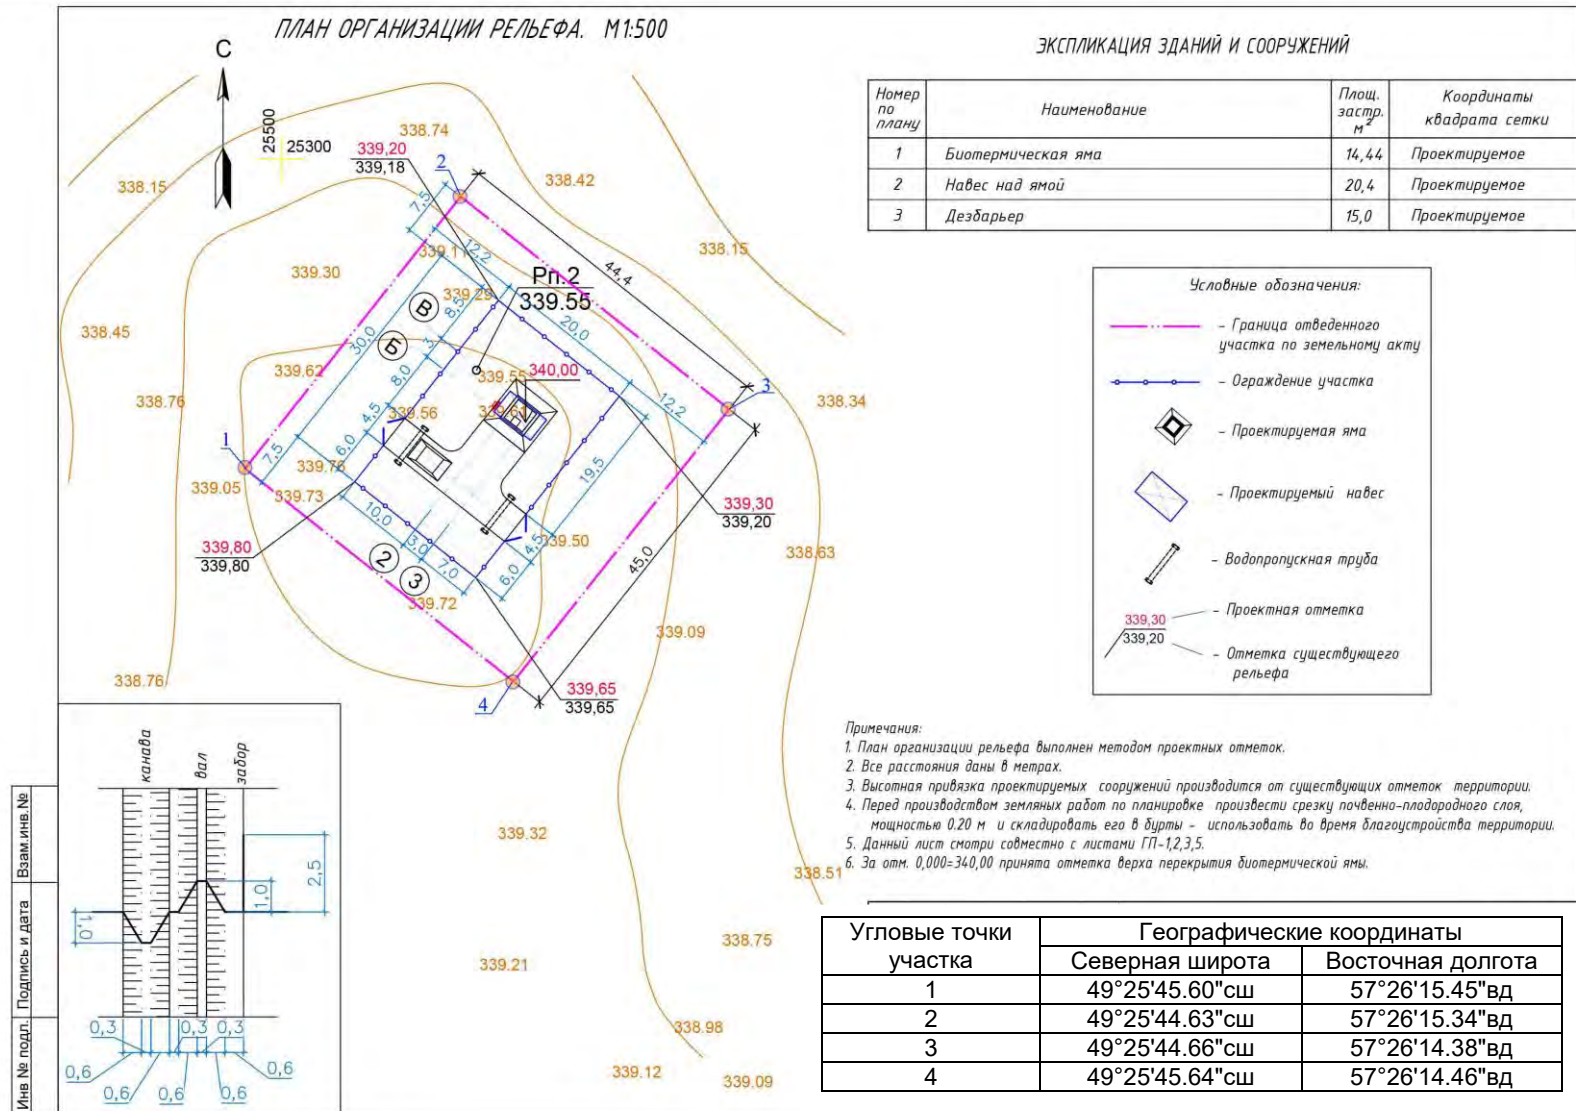 ПЛАН ОРГАНИЗАЦИИ РЕЛЬЕФА. М1:500
С
25500
25300
339,20
339,18
2
338.74
338.42
338.15
338.15
7,5
44,4
12,2
339.11
339.30
Рп.2
339.55
339.29
8,5
В
Б
30,0
20,0
3
338.45
339.62
8,0
339.55
340,00
3
12,2
338.34
338.76
339.56
339.61
4,5
6,0
1
7,5
339.75
339.05
339.73
19,5
339,30
339,20
10,0
339,80
339,80
3,0
7,0
2
3
339.50
4,5
6,0
45,0
338.63
339.72
339.09
338.76
339,65
339,65
4
339.32
338.51
339.21
338.75
338.98
339.12
339.09
канава
вал
забор
2,5
1,0
1,0
0,3
0,3
0,3
0,6
0,6
0,6
0,6
0,6
Взам.инв.№
Подпись и дата
Инв № подл.
ЭКСПЛИКАЦИЯ ЗДАНИЙ И СООРУЖЕНИЙ
Номер по плану
Наименование
Площ. застр. м²
Координаты квадрата сетки
1 Биотермическая яма 14,44 Проектируемое
2 Навес над ямой 20,4 Проектируемое
3 Дезбарьер 15,0 Проектируемое
Условные обозначения:
- Граница отведенного
участка по земельному акту
- Ограждение участка
- Проектируемая яма
- Проектируемый навес
- Водопропускная труба
339,30
- Проектная отметка
339,20
- Отметка существующего
рельефа
Примечания:
1. План организации рельефа выполнен методом проектных отметок.
2. Все расстояния даны в метрах.
3. Высотная привязка проектируемых сооружений производится от существующих отметок территории.
4. Перед производством земляных работ по планировке произвести срезку почвенно-плодородного слоя,
мощностью 0.20 м и складировать его в бурты - использовать во время благоустройства территории.
5. Данный лист смотри совместно с листами ГП-1,2,3,5.
6. За отм. 0,000=340,00 принята отметка верха перекрытия биотермической ямы.
Угловые точки участка
Географические координаты
Северная широта Восточная долгота
1 49°25'45.60"сш 57°26'15.45"вд
2 49°25'44.63"сш 57°26'15.34"вд
3 49°25'44.66"сш 57°26'14.38"вд
4 49°25'45.64"сш 57°26'14.46"вд